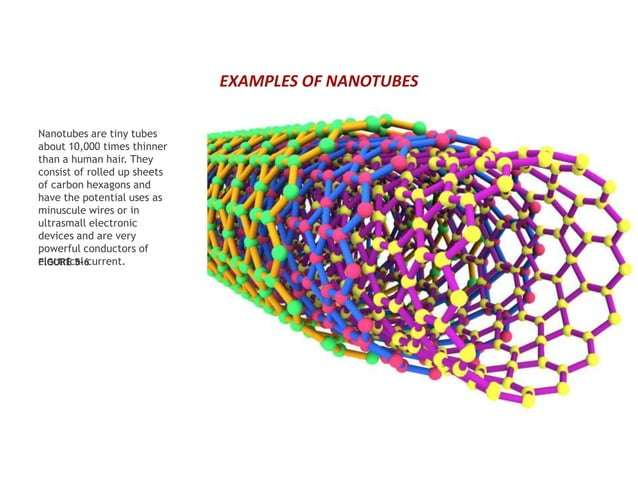 EXAMPLES OF NANOTUBES
Nanotubes are tiny tubes
about 10,000 times thinner
than a human hair. They
consist of rolled up sheets
of carbon hexagons and
have the potential uses as
minuscule wires or in
ultrasmall electronic
devices and are very
powerful conductors of
current.